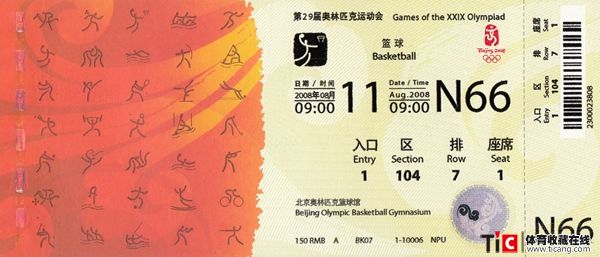 第29届奥林匹克运动会 Games of the XXIX Olympiad
篮球
Basketball
Beijing 2008
日期 / 时间
2008年08月
09:00
11
Date / Time
Aug.2008
09:00
N66
入口 区 排 座席
Entry Section Row Seat
1 104 7 1
北京奥林匹克篮球馆
Beijing Olympic Basketball Gymnasium
150 RMB A BK07 1-10006 NPU
座席 Seat 1
排 Row 7
区 Section 104
入口 Entry 1
2300023808
N66
TiC 体育收藏在线
www.ticang.com